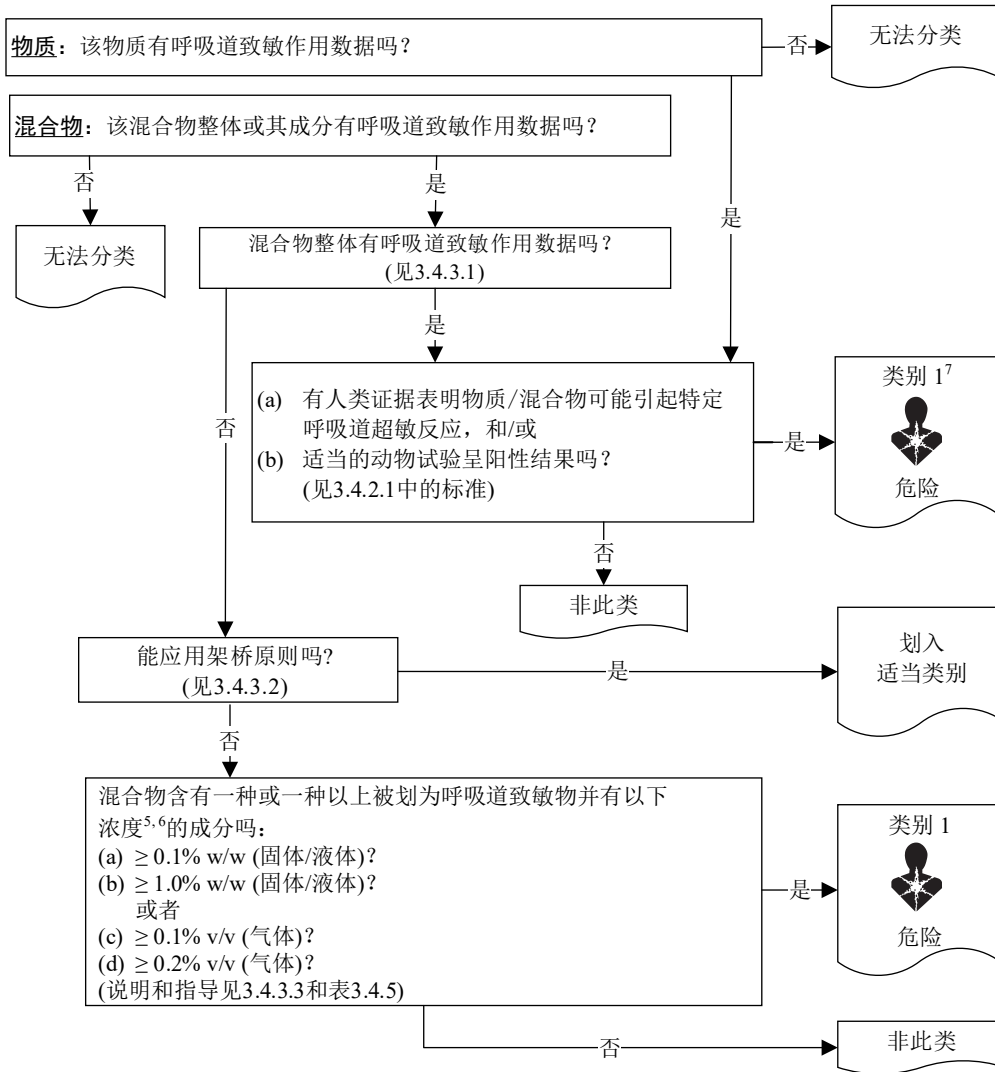 物质：该物质有呼吸道致敏作用数据吗？
否
无法分类
混合物：该混合物整体或其成分有呼吸道致敏作用数据吗？
否
是
是
无法分类
混合物整体有呼吸道致敏作用数据吗？
(见3.4.3.1)
是
否
(a) 有人类证据表明物质/混合物可能引起特定
呼吸道超敏反应，和/或
(b) 适当的动物试验呈阳性结果吗？
(见3.4.2.1中的标准)
是
类别 1⁷
危险
否
非此类
能应用架桥原则吗?
(见3.4.3.2)
是
划入
适当类别
否
混合物含有一种或一种以上被划为呼吸道致敏物并有以下
浓度⁵,⁶的成分吗：
(a) ≥ 0.1% w/w (固体/液体)？
(b) ≥ 1.0% w/w (固体/液体)？
或者
(c) ≥ 0.1% v/v (气体)？
(d) ≥ 0.2% v/v (气体)？
(说明和指导见3.4.3.3和表3.4.5)
是
类别 1
危险
否
非此类